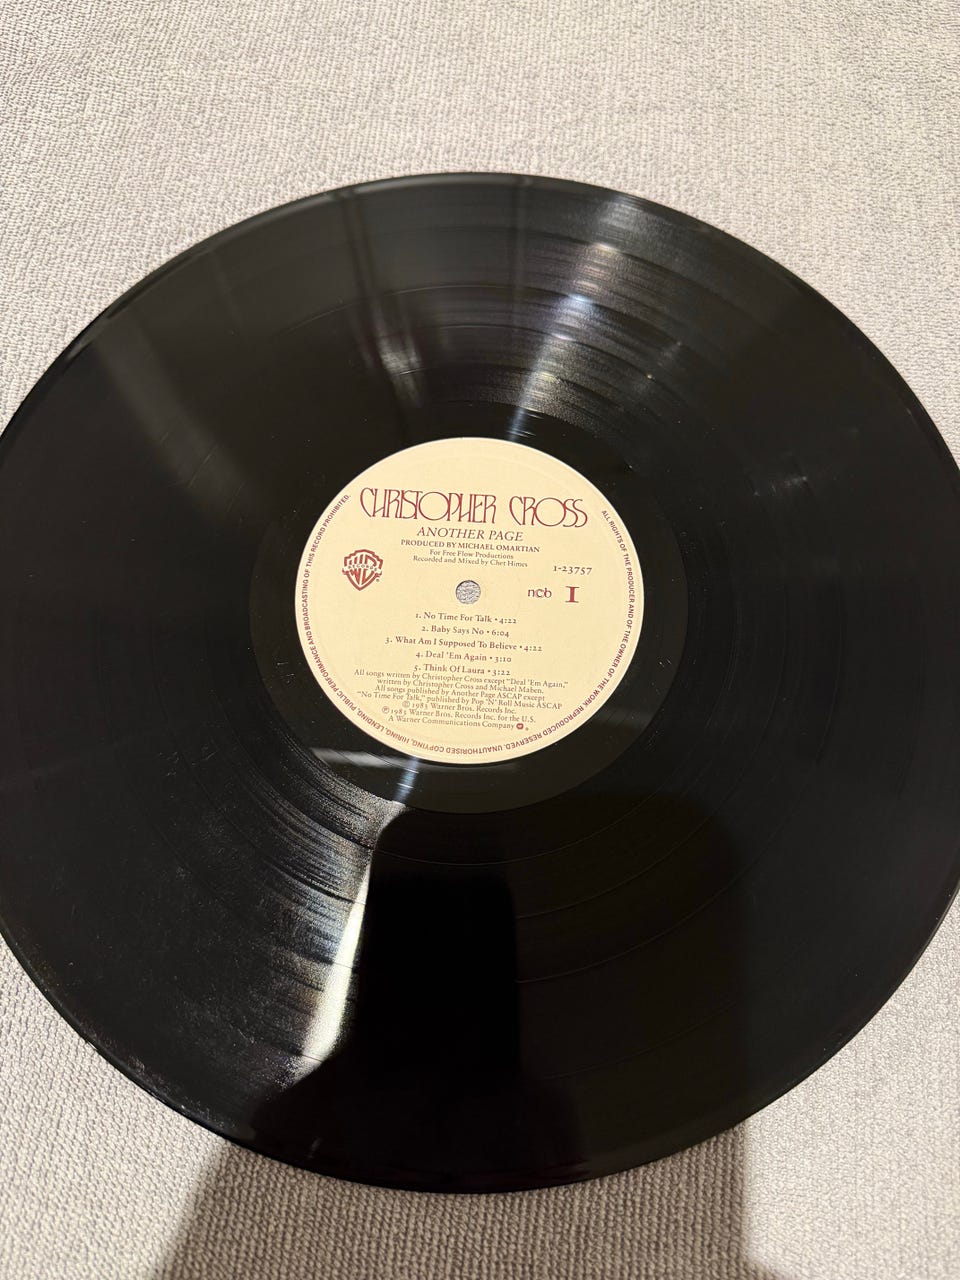 CHRISTOPHER CROSS
ANOTHER PAGE
PRODUCED BY MICHAEL OMARTIAN
For Free Flow Productions
Recorded and Mixed by Chet Himes
1-23757
WB
RECORDS
ncb I
1. No Time For Talk • 4:22
2. Baby Says No • 6:04
3. What Am I Supposed To Believe • 4:22
4. Deal 'Em Again • 3:10
5. Think Of Laura • 3:22
All songs written by Christopher Cross except "Deal 'Em Again,"
written by Christopher Cross and Michael Maben.
All songs published by Another Page ASCAP except
"No Time For Talk," published by Pop 'N' Roll Music ASCAP
© 1983 Warner Bros. Records Inc.
℗ 1983 Warner Bros. Records Inc. for the U.S.
A Warner Communications Company ®
ALL RIGHTS OF THE PRODUCER AND OF THE OWNER OF THE WORK REPRODUCED RESERVED. UNAUTHORISED COPYING, HIRING, LENDING, PUBLIC PERFORMANCE AND BROADCASTING OF THIS RECORD PROHIBITED.